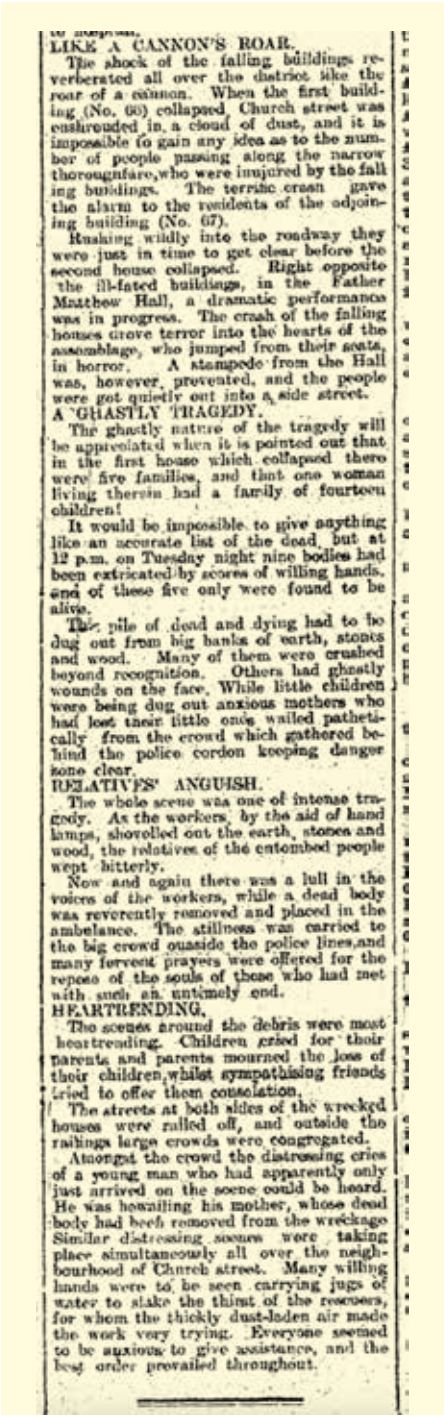 to hospital.
LIKE A CANNON'S ROAR.
The shock of the falling buildings re-
verberated all over the district like the
roar of a cannon. When the first build-
ing (No. 66) collapsed Church street was
enshrouded in a cloud of dust, and it is
impossible to gain any idea as to the num-
ber of people passing along the narrow
thoroughfare, who were inujured by the fall
ing buildings. The terrific crash gave
the alarm to the residents of the adjoin-
ing building (No. 67).
Rushing wildly into the roadway they
were just in time to get clear before the
second house collapsed. Right opposite
the ill-fated buildings, in the Father
Matthew Hall, a dramatic performance
was in progress. The crash of the falling
houses drove terror into the hearts of the
assemblage, who jumped from their seats,
in horror. A stampede from the Hall
was, however, prevented, and the people
were got quietly out into a side street.
A GHASTLY TRAGEDY.
The ghastly nature of the tragedy will
be appreciated when it is pointed out that
in the first house which collapsed there
were five families, and that one woman
living therein had a family of fourteen
children!
It would be impossible to give anything
like an accurate list of the dead, but at
12 p.m. on Tuesday night nine bodies had
been extricated by scores of willing hands,
and of these five only were found to be
alive.
This pile of dead and dying had to be
dug out from big banks of earth, stones
and wood. Many of them were crushed
beyond recognition. Others had ghastly
wounds on the face. While little children
were being dug out anxious mothers who
had lost their little ones wailed patheti-
cally from the crowd which gathered be-
hind the police cordon keeping danger
zone clear.
RELATIVES' ANGUISH.
The whole scene was one of intense tra-
gedy. As the workers, by the aid of hand
lamps, shovelled out the earth, stones and
wood, the relatives of the entombed people
wept bitterly.
Now and again there was a lull in the
voices of the workers, while a dead body
was reverently removed and placed in the
ambulance. The stillness was carried to
the big crowd ouaside the police lines, and
many fervent prayers were offered for the
repose of the souls of those who had met
with such an untimely end.
HEARTRENDING.
The scenes around the debris were most
heartrending. Children cried for their
parents and parents mourned the loss of
their children, whilst sympathising friends
tried to offer them consolation.
The streets at both sides of the wrecked
houses were railed off, and outside the
railings large crowds were congregated.
Amongst the crowd the distressing cries
of a young man who had apparently only
just arrived on the scene could be heard.
He was bewailing his mother, whose dead
body had been removed from the wreckage
Similar distressing scenes were taking
place simultaneously all over the neigh-
bourhood of Church street. Many willing
hands were to be seen carrying jugs of
water to slake the thirst of the rescuers,
for whom the thickly dust-laden air made
the work very trying. Everyone seemed
to be anxious to give assistance, and the
best order prevailed throughout.